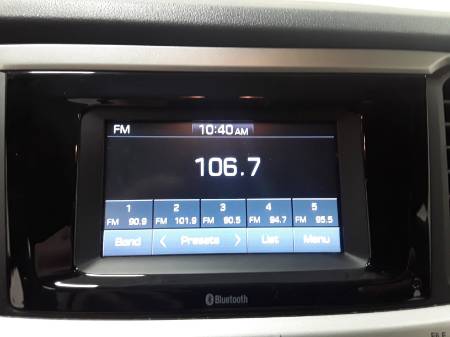 FM 10:40 AM
106.7
1 2 3 4 5
FM 90.9 FM 101.9 FM 90.5 FM 94.7 FM 95.5
Band < Presets > List Menu
Bluetooth
FILE